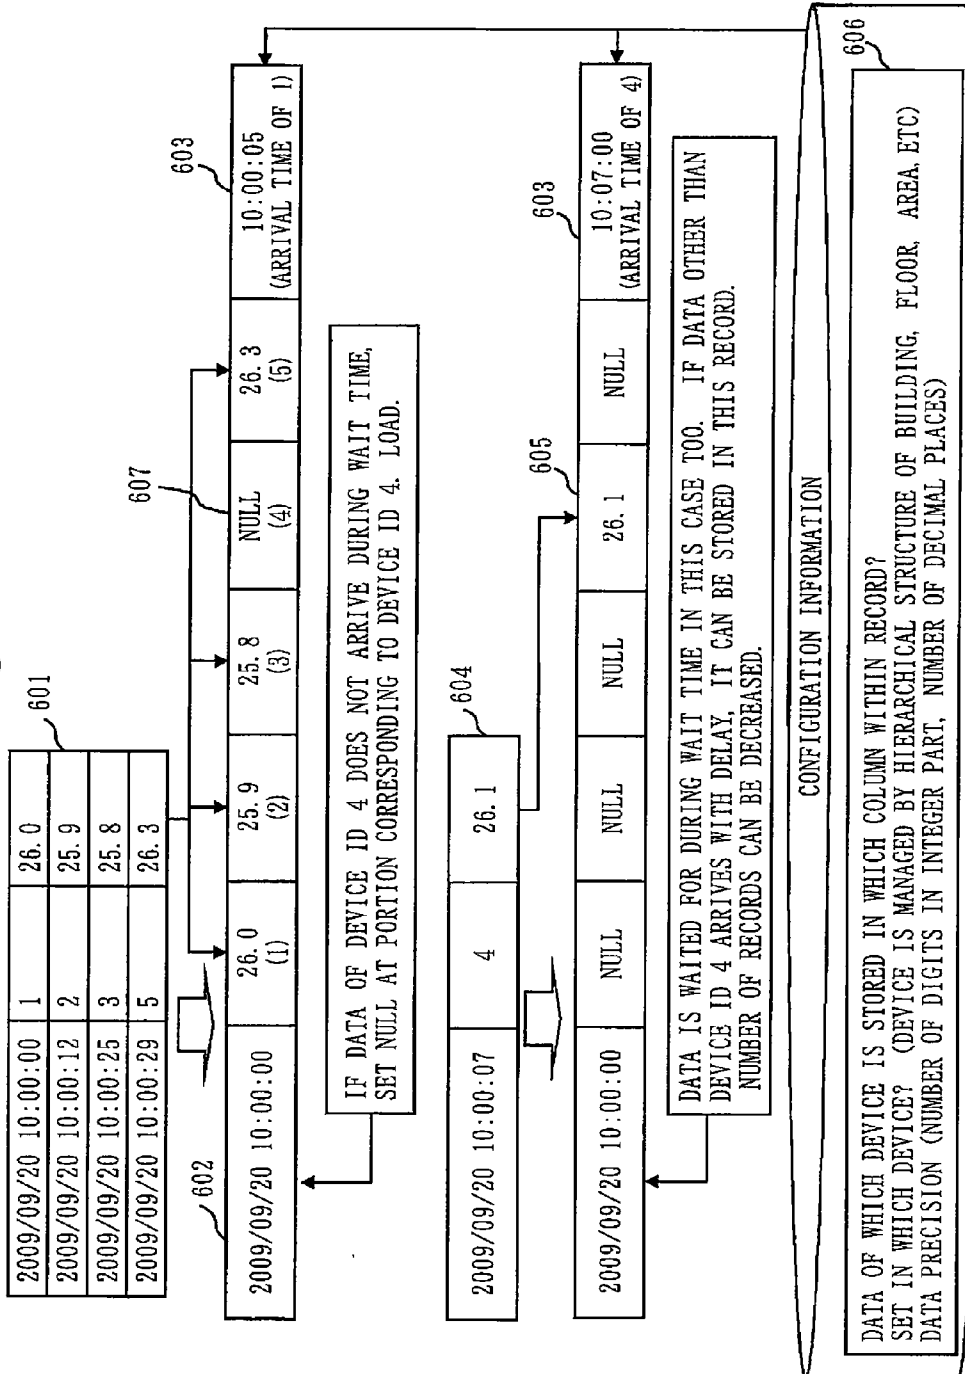 601
2009/09/20 10:00:00 1 26.0
2009/09/20 10:00:12 2 25.9
2009/09/20 10:00:25 3 25.8
2009/09/20 10:00:29 5 26.3
602
607
603
2009/09/20 10:00:00
26.0
(1)
25.9
(2)
25.8
(3)
NULL
(4)
26.3
(5)
10:00:05
(ARRIVAL TIME OF 1)
IF DATA OF DEVICE ID 4 DOES NOT ARRIVE DURING WAIT TIME,
SET NULL AT PORTION CORRESPONDING TO DEVICE ID 4. LOAD.
604
2009/09/20 10:00:07 4 26.1
605
603
2009/09/20 10:00:00 NULL NULL NULL 26.1 NULL
10:07:00
(ARRIVAL TIME OF 4)
DATA IS WAITED FOR DURING WAIT TIME IN THIS CASE TOO. IF DATA OTHER THAN
DEVICE ID 4 ARRIVES WITH DELAY, IT CAN BE STORED IN THIS RECORD.
NUMBER OF RECORDS CAN BE DECREASED.
CONFIGURATION INFORMATION
606
DATA OF WHICH DEVICE IS STORED IN WHICH COLUMN WITHIN RECORD?
SET IN WHICH DEVICE? (DEVICE IS MANAGED BY HIERARCHICAL STRUCTURE OF BUILDING, FLOOR, AREA, ETC)
DATA PRECISION (NUMBER OF DIGITS IN INTEGER PART, NUMBER OF DECIMAL PLACES)